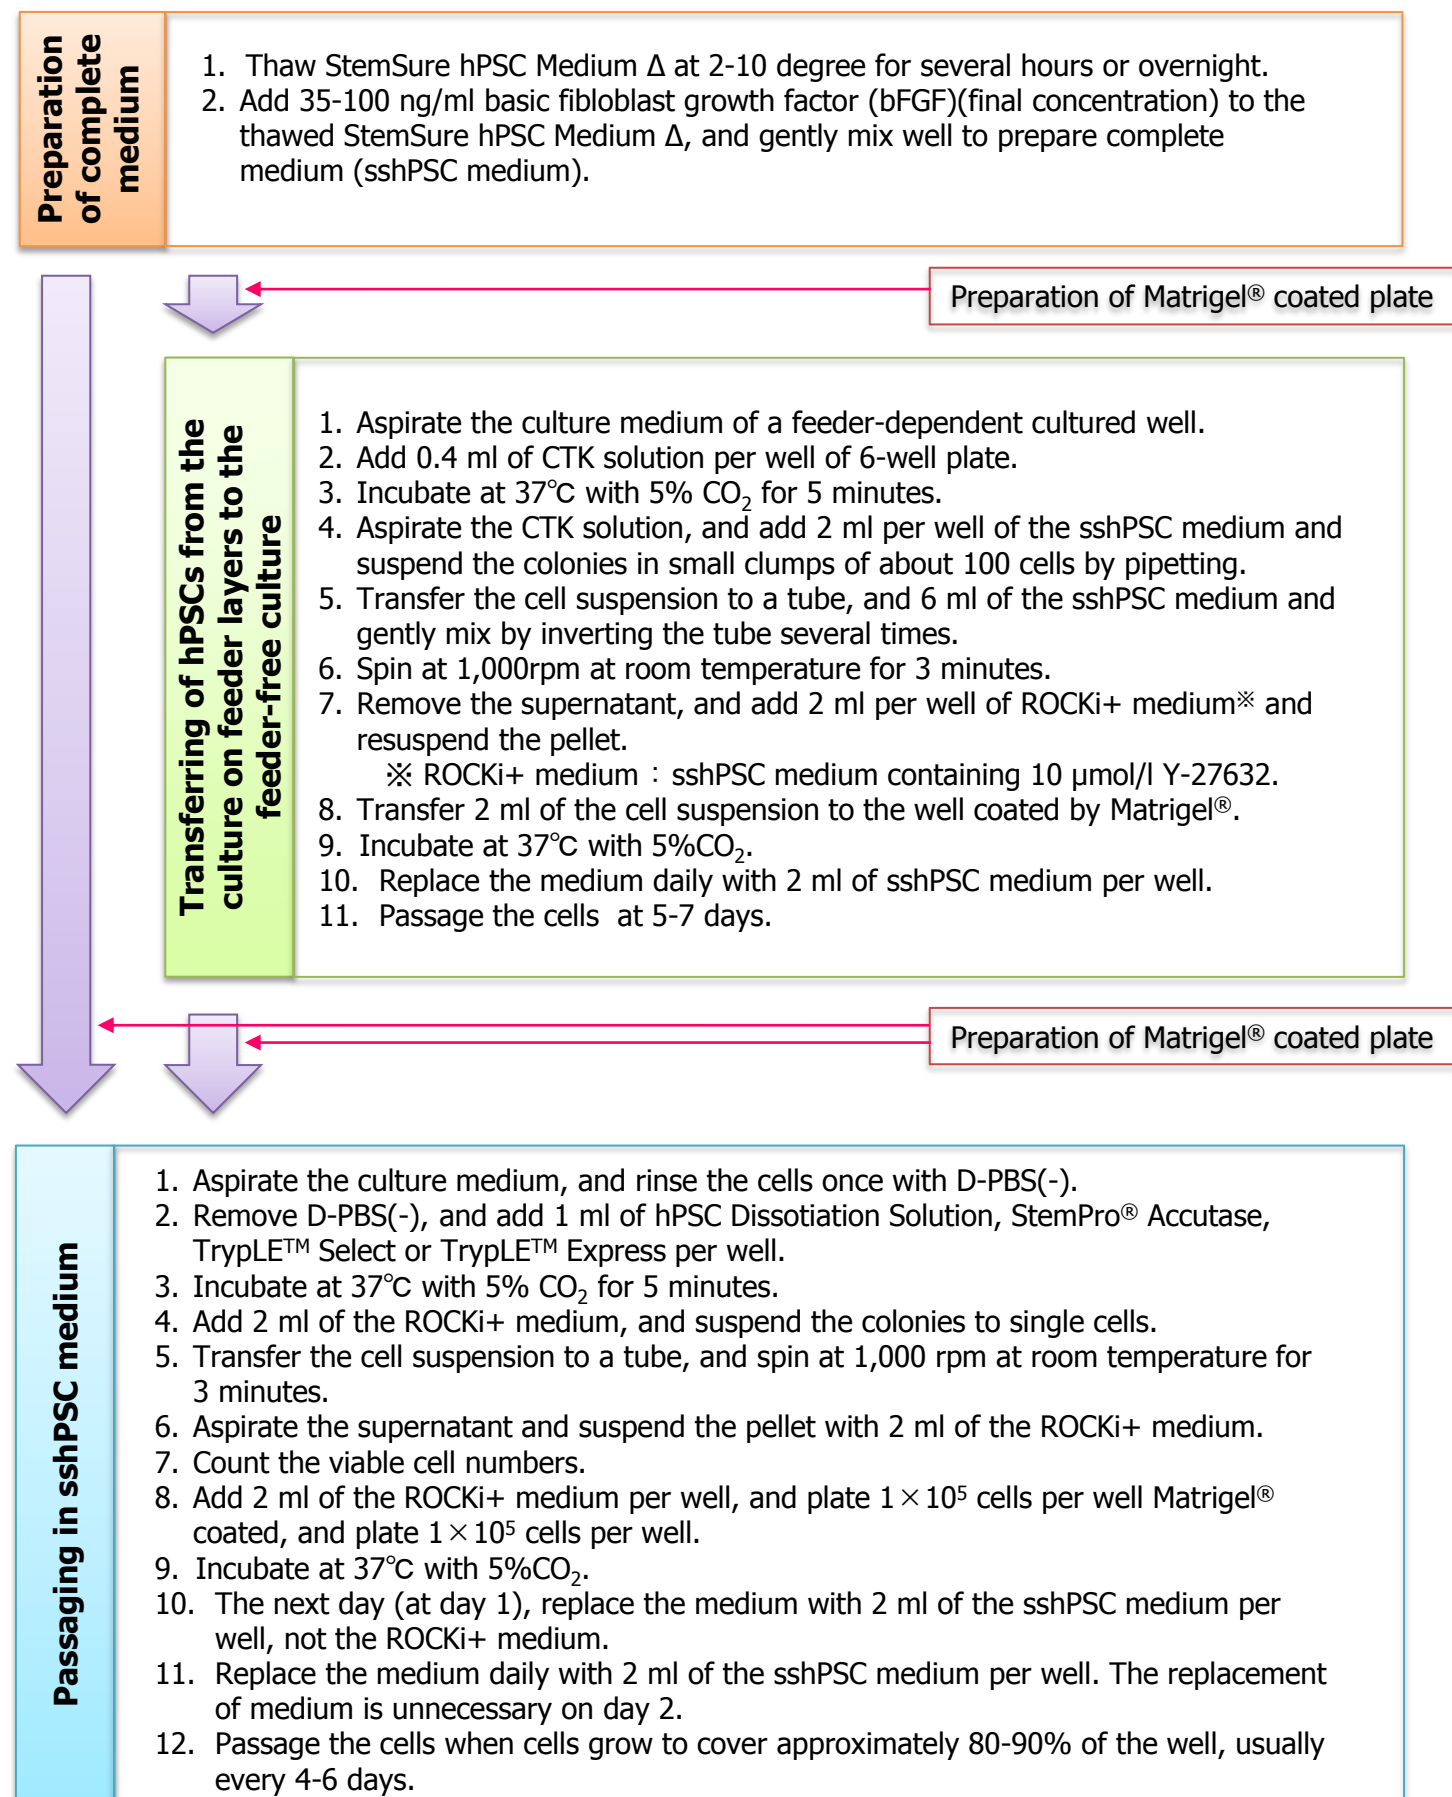 Preparation
of complete
medium
1. Thaw StemSure hPSC Medium Δ at 2-10 degree for several hours or overnight.
2. Add 35-100 ng/ml basic fibloblast growth factor (bFGF)(final concentration) to the
thawed StemSure hPSC Medium Δ, and gently mix well to prepare complete
medium (sshPSC medium).
Preparation of Matrigel® coated plate
Transferring of hPSCs from the
culture on feeder layers to the
feeder-free culture
1. Aspirate the culture medium of a feeder-dependent cultured well.
2. Add 0.4 ml of CTK solution per well of 6-well plate.
3. Incubate at 37℃ with 5% CO₂ for 5 minutes.
4. Aspirate the CTK solution, and add 2 ml per well of the sshPSC medium and
suspend the colonies in small clumps of about 100 cells by pipetting.
5. Transfer the cell suspension to a tube, and 6 ml of the sshPSC medium and
gently mix by inverting the tube several times.
6. Spin at 1,000rpm at room temperature for 3 minutes.
7. Remove the supernatant, and add 2 ml per well of ROCKi+ medium※ and
resuspend the pellet.
※ ROCKi+ medium：sshPSC medium containing 10 μmol/l Y-27632.
8. Transfer 2 ml of the cell suspension to the well coated by Matrigel®.
9. Incubate at 37℃ with 5%CO₂.
10. Replace the medium daily with 2 ml of sshPSC medium per well.
11. Passage the cells at 5-7 days.
Preparation of Matrigel® coated plate
Passaging in sshPSC medium
1. Aspirate the culture medium, and rinse the cells once with D-PBS(-).
2. Remove D-PBS(-), and add 1 ml of hPSC Dissotiation Solution, StemPro® Accutase,
TrypLE™ Select or TrypLE™ Express per well.
3. Incubate at 37℃ with 5% CO₂ for 5 minutes.
4. Add 2 ml of the ROCKi+ medium, and suspend the colonies to single cells.
5. Transfer the cell suspension to a tube, and spin at 1,000 rpm at room temperature for
3 minutes.
6. Aspirate the supernatant and suspend the pellet with 2 ml of the ROCKi+ medium.
7. Count the viable cell numbers.
8. Add 2 ml of the ROCKi+ medium per well, and plate 1×10⁵ cells per well Matrigel®
coated, and plate 1×10⁵ cells per well.
9. Incubate at 37℃ with 5%CO₂.
10. The next day (at day 1), replace the medium with 2 ml of the sshPSC medium per
well, not the ROCKi+ medium.
11. Replace the medium daily with 2 ml of the sshPSC medium per well. The replacement
of medium is unnecessary on day 2.
12. Passage the cells when cells grow to cover approximately 80-90% of the well, usually
every 4-6 days.